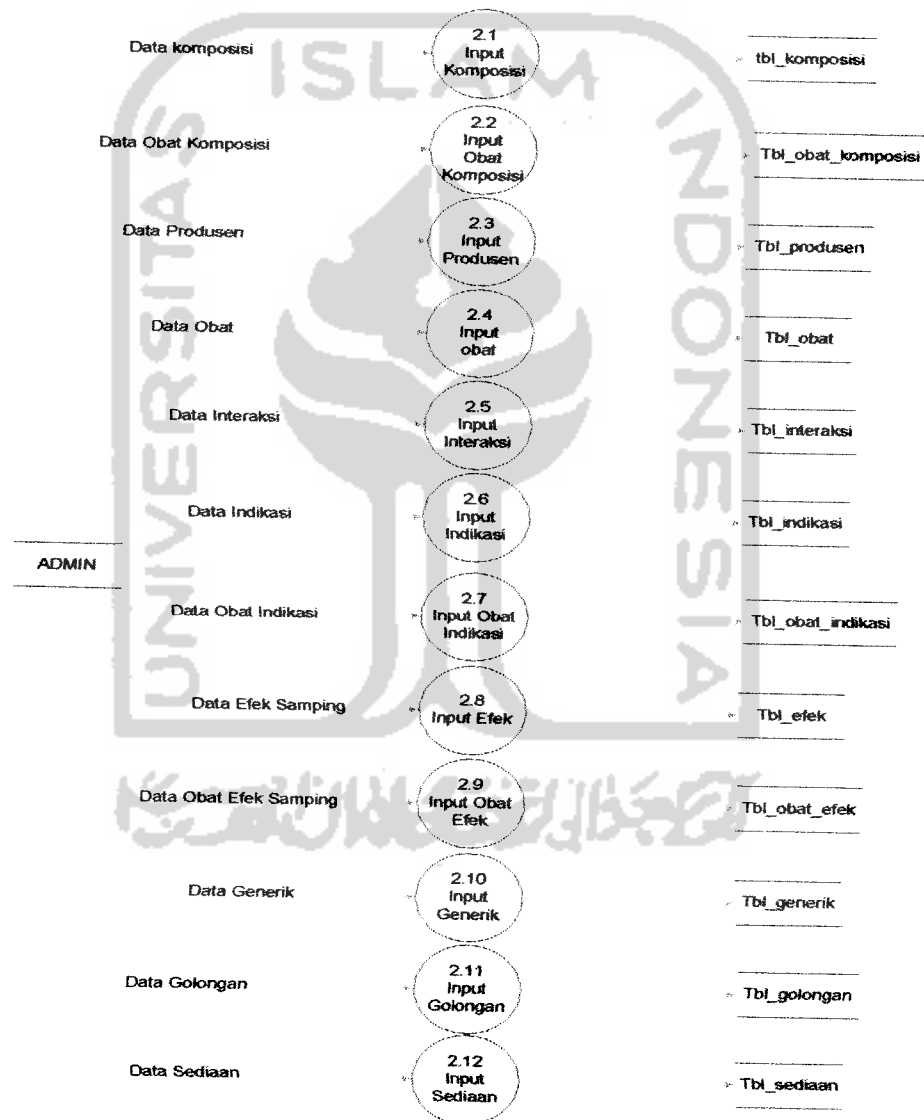 Data komposisi
2.1
Input
Komposisi
tbl_komposisi
Data Obat Komposisi
2.2
Input
Obat
Komposisi
Tbl_obat_komposisi
Data Produsen
2.3
Input
Produsen
Tbl_produsen
Data Obat
2.4
Input
obat
Tbl_obat
Data Interaksi
2.5
Input
Interaksi
Tbl_interaksi
Data Indikasi
2.6
Input
Indikasi
Tbl_indikasi
ADMIN
Data Obat Indikasi
2.7
Input Obat
Indikasi
Tbl_obat_indikasi
Data Efek Samping
2.8
Input Efek
Tbl_efek
Data Obat Efek Samping
2.9
Input Obat
Efek
Tbl_obat_efek
Data Generik
2.10
Input
Generik
Tbl_generik
Data Golongan
2.11
Input
Golongan
Tbl_golongan
Data Sediaan
2.12
Input
Sediaan
Tbl_sediaan
UNIVERSITAS
ISLAM
INDONESIA